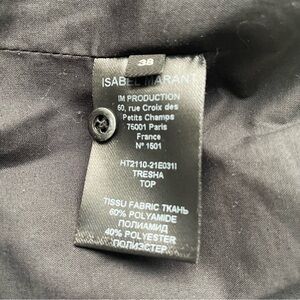 38
ISABEL MARANT
IM PRODUCTION
50, rue Croix des
Petits Champs
75001 Paris
France
N° 1501
HT2110-21E031I
TRESHA
TOP
TISSU FABRIC ТКАНЬ
60% POLYAMIDE
ПОЛИАМИД
40% POLYESTER
ПОЛИЭСТЕР